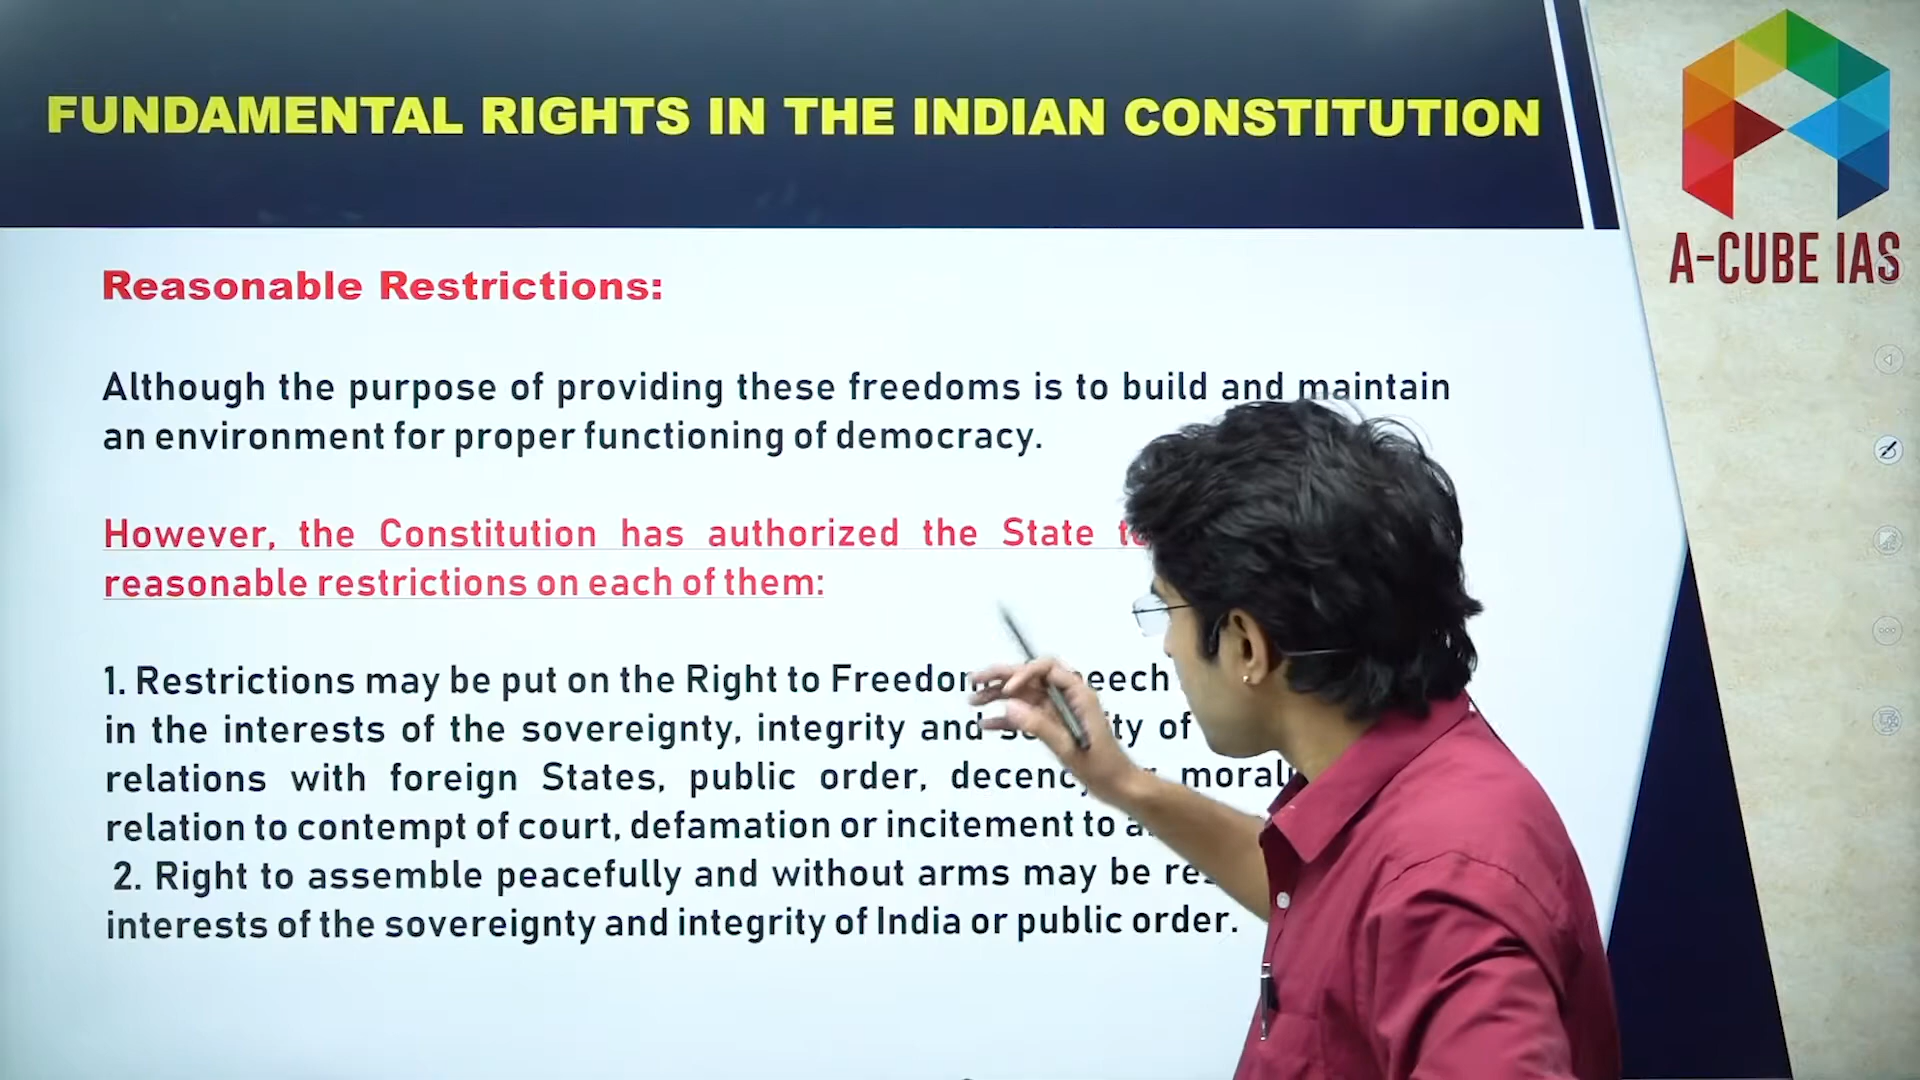 FUNDAMENTAL RIGHTS IN THE INDIAN CONSTITUTION
A-CUBE IAS
Reasonable Restrictions:
Although the purpose of providing these freedoms is to build and maintain
an environment for proper functioning of democracy.
However, the Constitution has authorized the State
reasonable restrictions on each of them:
1. Restrictions may be put on the Right to
in the interests of the sovereignty, integrity and of
relations with foreign States, public order,
relation to contempt of court, defamation or incitement to
2. Right to assemble peacefully and without arms may be
interests of the sovereignty and integrity of India or public order.